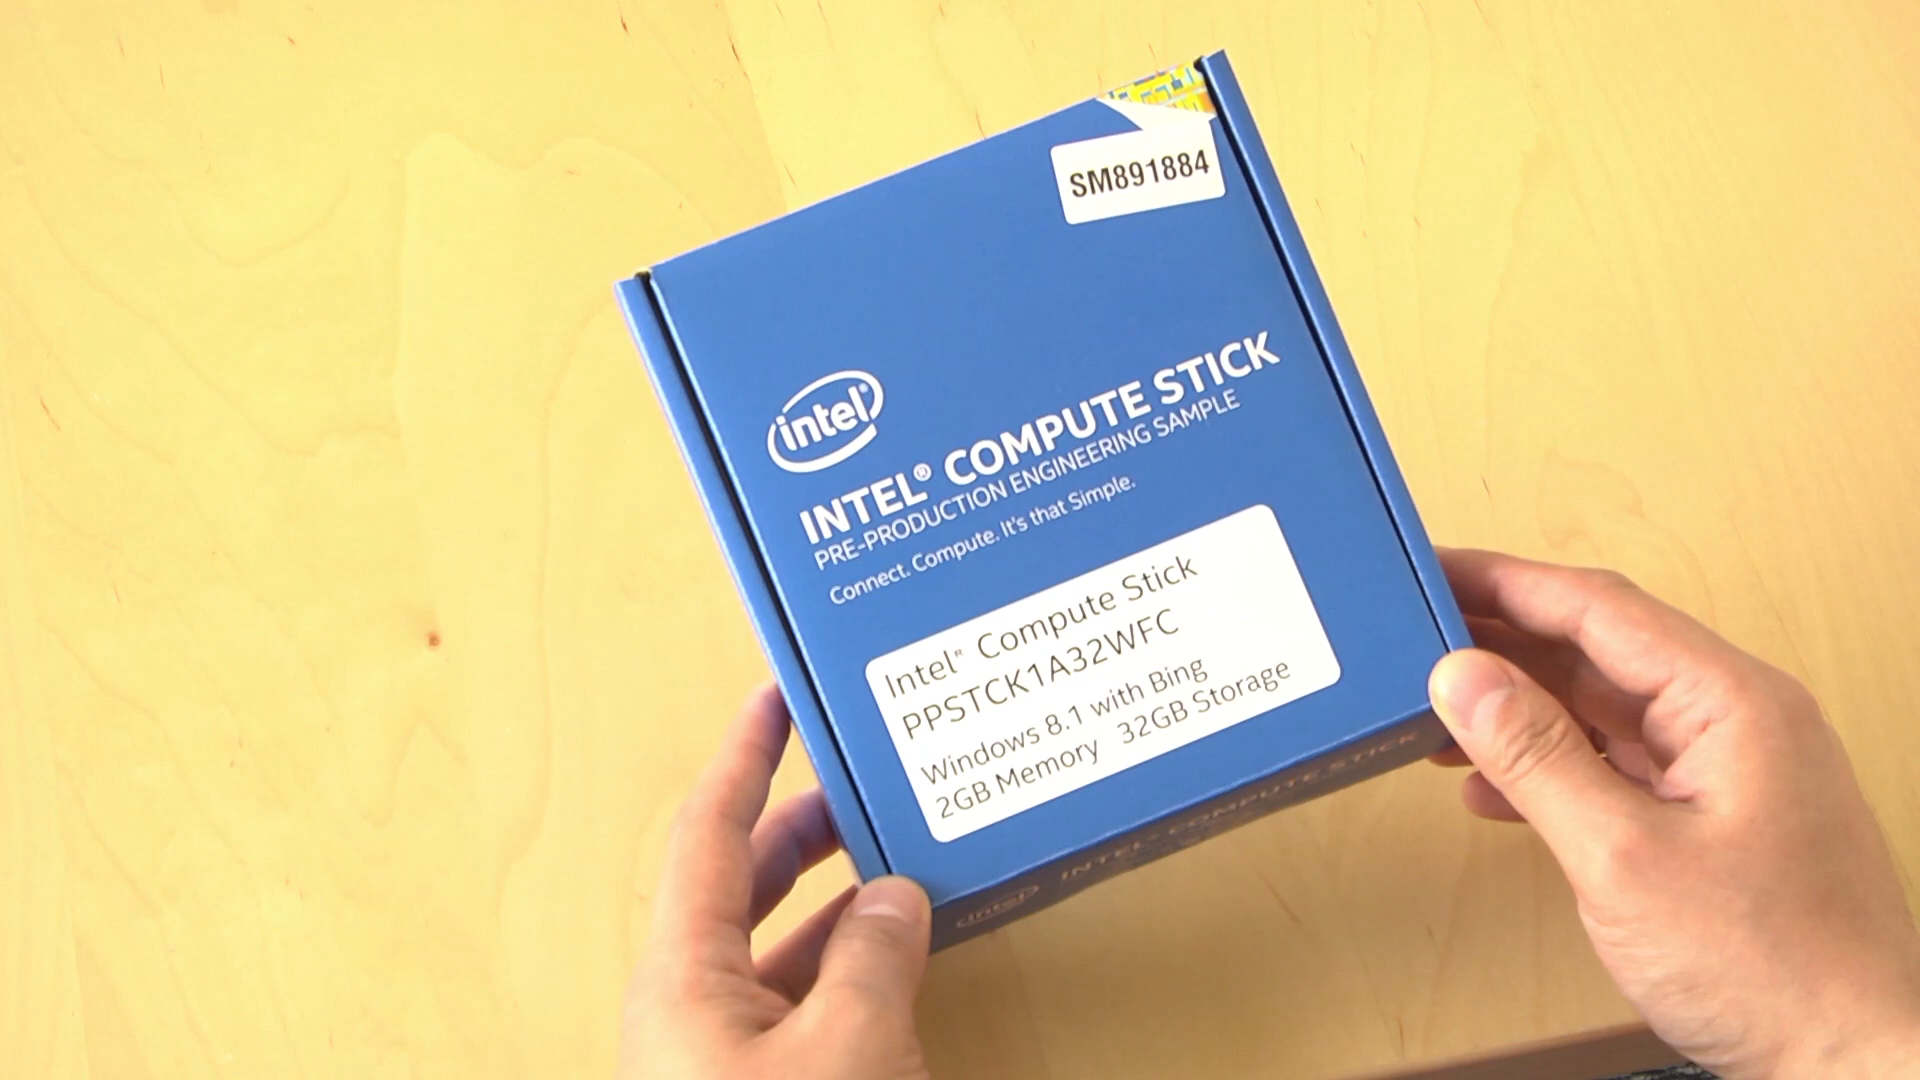 SM891884
intel®
INTEL® COMPUTE STICK
PRE-PRODUCTION ENGINEERING SAMPLE
Connect. Compute. It's that Simple.
Intel® Compute Stick
PPSTCK1A32WFC
Windows 8.1 with Bing
2GB Memory 32GB Storage
intel INTEL® COMPUTE STICK